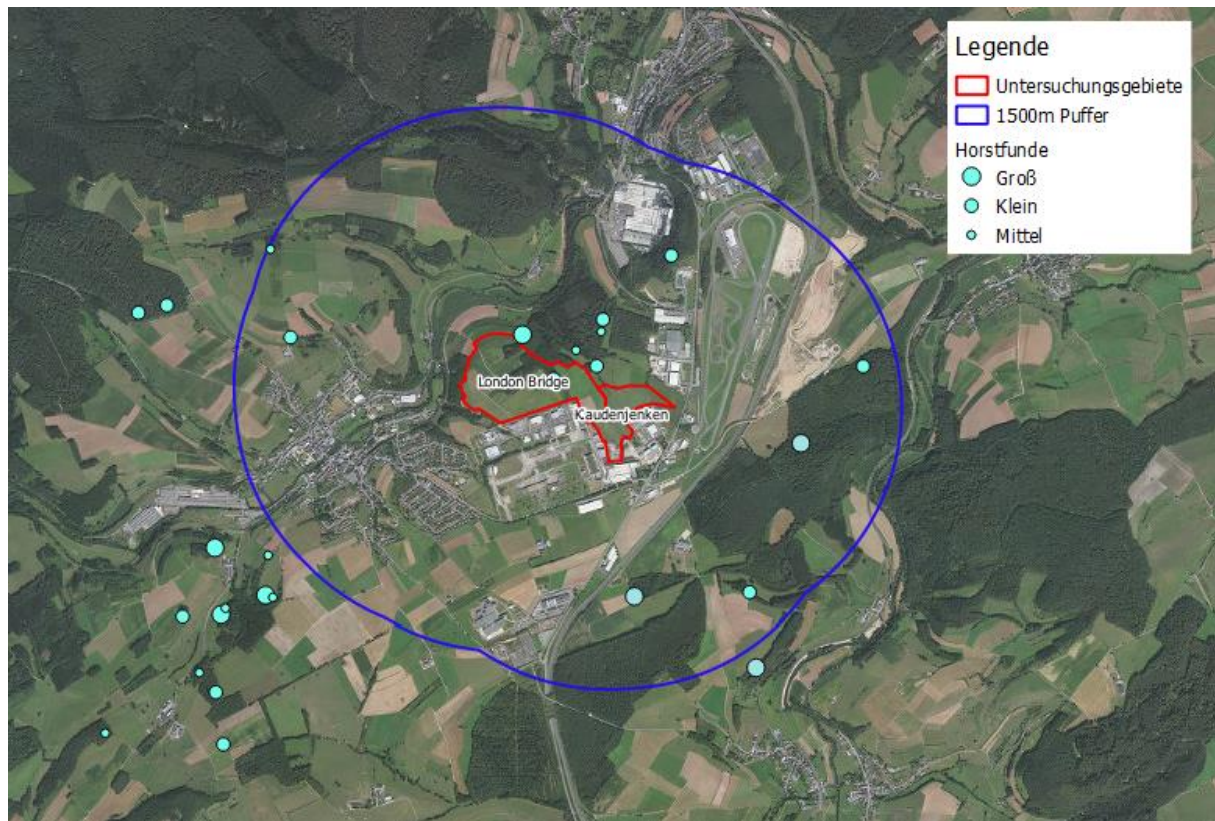 Legende
Untersuchungsgebiete
1500m Puffer
Horstfunde
Groß
Klein
Mittel
London Bridge
Kaudenjenken